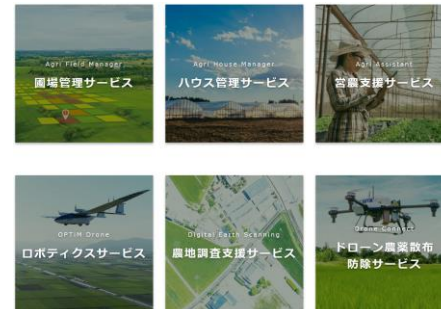 Agri Field Manager
圃場管理サービス
Agri House Manager
ハウス管理サービス
Agri Assistant
営農支援サービス
OPTiM Drone
ロボティクスサービス
Digital Earth Scanning
農地調査支援サービス
Drone Connect
ドローン農薬散布
防除サービス